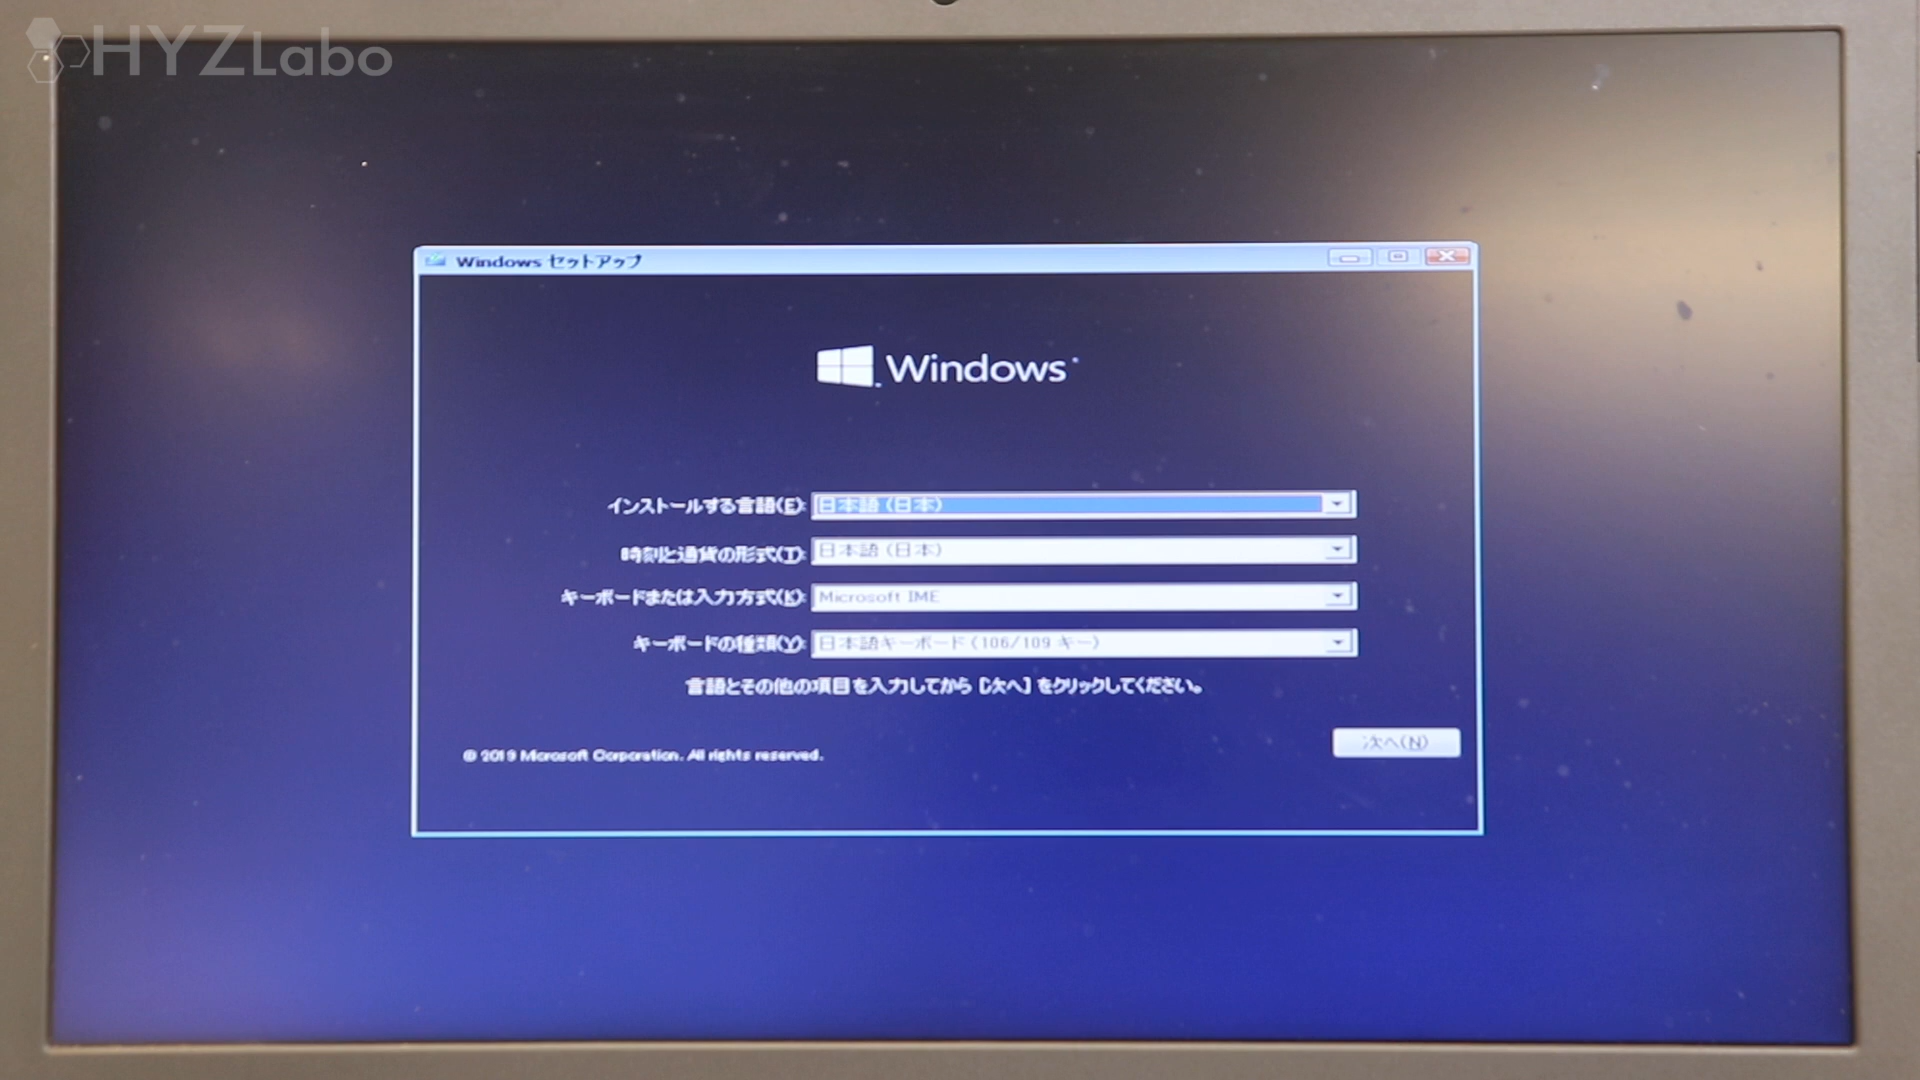 HYZLabo
Windows セットアップ
Windows
インストールする言語(E): 日本語 (日本)
時刻と通貨の形式(T): 日本語 (日本)
キーボードまたは入力方式(K): Microsoft IME
キーボードの種類(Y): 日本語キーボード (106/109 キー)
言語とその他の項目を入力してから [次へ] をクリックしてください。
© 2019 Microsoft Corporation. All rights reserved.
次へ(N)